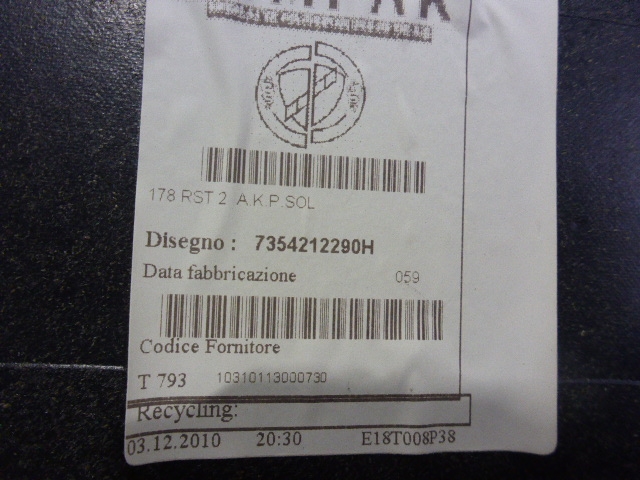 178 RST 2 A.K.P.SOL
Disegno : 7354212290H
Data fabbricazione 059
Codice Fornitore
T 793 10310113000730
Recycling:
03.12.2010 20:30 E18T008P38